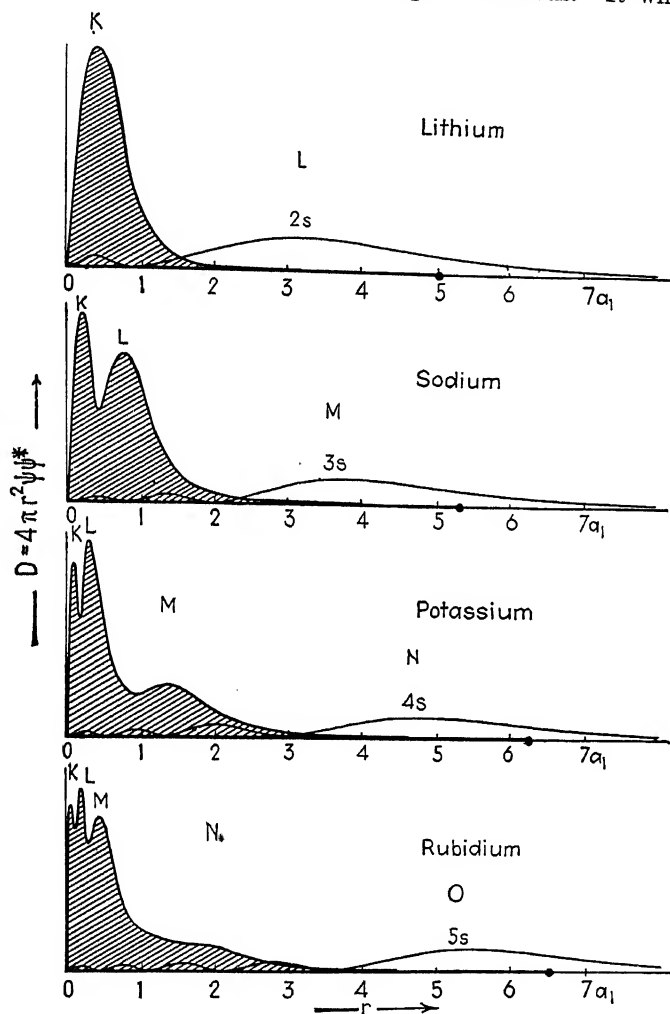 K
Lithium
L
2s
0 1 2 3 4 5 6 7a₁
K
L
Sodium
M
3s
0 1 2 3 4 5 6 7a₁
D = 4πr²ψψ*
K L
M
Potassium
N
4s
0 1 2 3 4 5 6 7a₁
K L
M
N
Rubidium
O
5s
0 1 2 3 4 5 6 7a₁
r